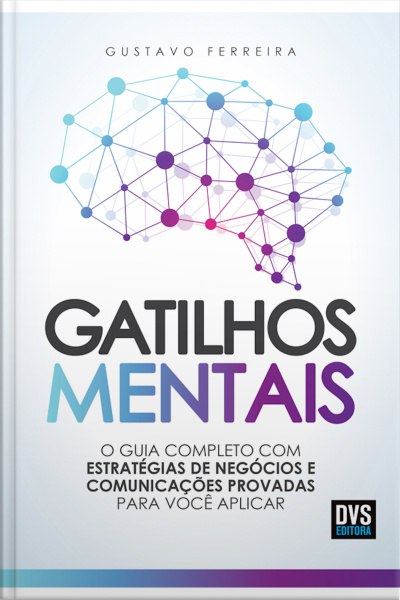 GUSTAVO FERREIRA
GATILHOS
MENTAIS
O GUIA COMPLETO COM
ESTRATÉGIAS DE NEGÓCIOS E
COMUNICAÇÕES PROVADAS
PARA VOCÊ APLICAR
DVS
EDITORA